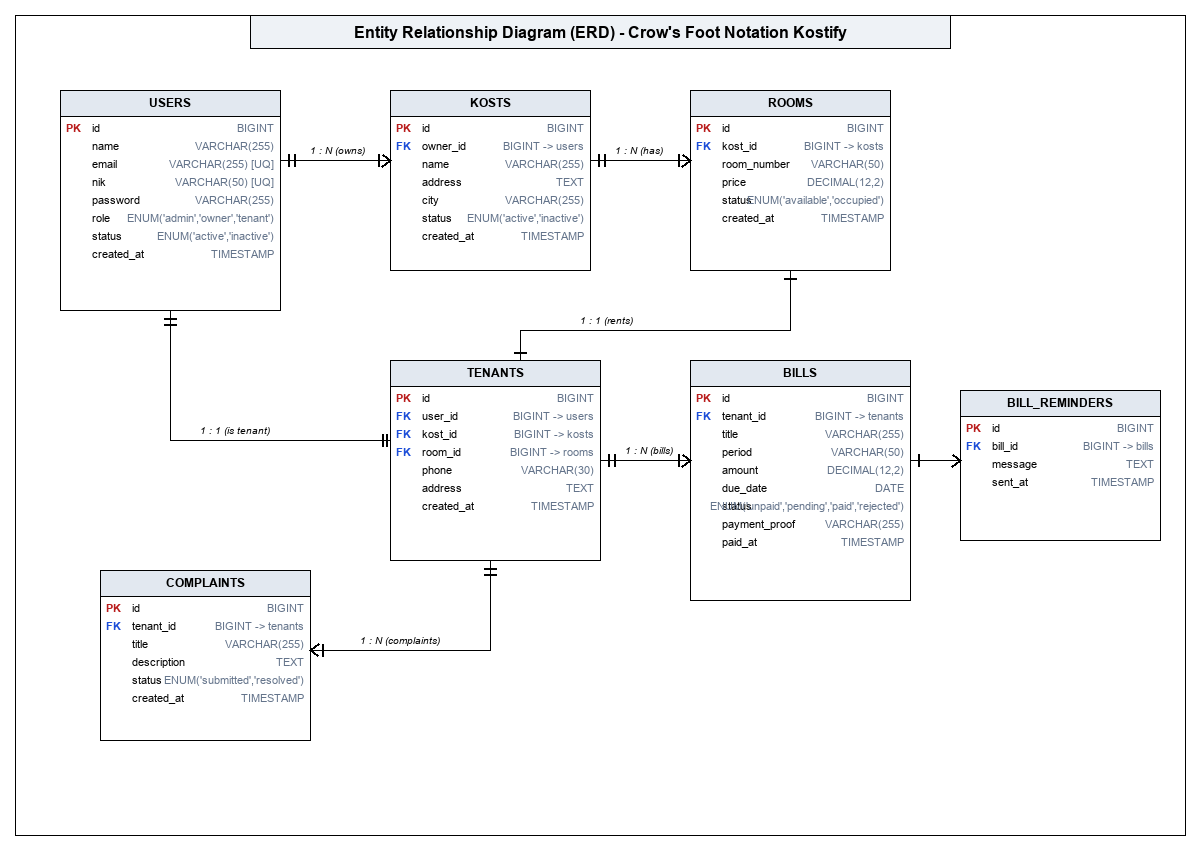 Entity Relationship Diagram (ERD) - Crow's Foot Notation Kostify
USERS
PK id BIGINT
name VARCHAR(255)
email VARCHAR(255) [UQ]
nik VARCHAR(50) [UQ]
password VARCHAR(255)
role ENUM('admin','owner','tenant')
status ENUM('active','inactive')
created_at TIMESTAMP
1 : N (owns)
KOSTS
PK id BIGINT
FK owner_id BIGINT -> users
name VARCHAR(255)
address TEXT
city VARCHAR(255)
status ENUM('active','inactive')
created_at TIMESTAMP
1 : N (has)
ROOMS
PK id BIGINT
FK kost_id BIGINT -> kosts
room_number VARCHAR(50)
price DECIMAL(12,2)
status ENUM('available','occupied')
created_at TIMESTAMP
1 : 1 (rents)
1 : 1 (is tenant)
TENANTS
PK id BIGINT
FK user_id BIGINT -> users
FK kost_id BIGINT -> kosts
FK room_id BIGINT -> rooms
phone VARCHAR(30)
address TEXT
created_at TIMESTAMP
1 : N (bills)
BILLS
PK id BIGINT
FK tenant_id BIGINT -> tenants
title VARCHAR(255)
period VARCHAR(50)
amount DECIMAL(12,2)
due_date DATE
status ENUM('unpaid','pending','paid','rejected')
payment_proof VARCHAR(255)
paid_at TIMESTAMP
BILL_REMINDERS
PK id BIGINT
FK bill_id BIGINT -> bills
message TEXT
sent_at TIMESTAMP
COMPLAINTS
PK id BIGINT
FK tenant_id BIGINT -> tenants
title VARCHAR(255)
description TEXT
status ENUM('submitted','resolved')
created_at TIMESTAMP
1 : N (complaints)